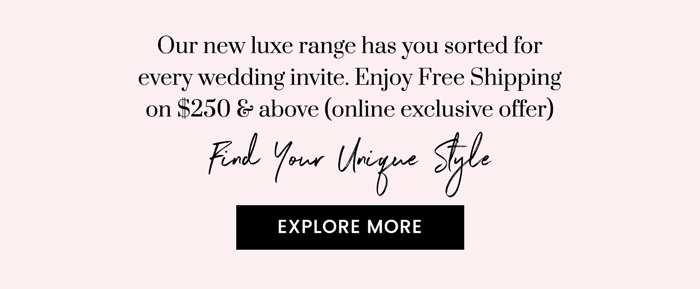 Our new luxe range has you sorted for
every wedding invite. Enjoy Free Shipping
on $250 & above (online exclusive offer)
Find Your Unique Style
EXPLORE MORE